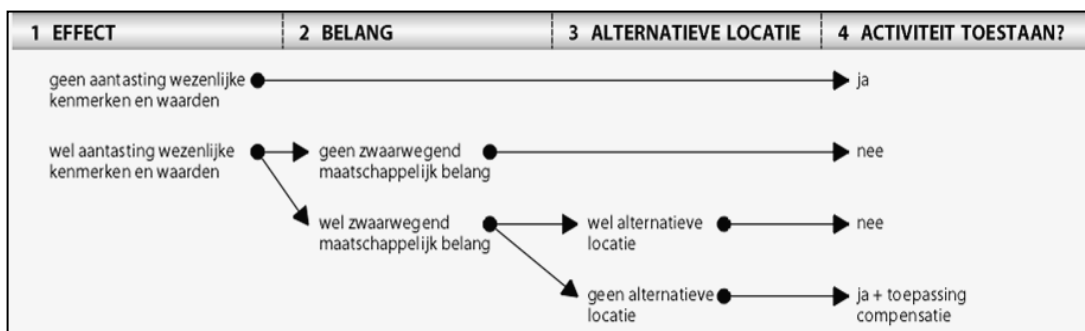 1 EFFECT
2 BELANG
3 ALTERNATIEVE LOCATIE
4 ACTIVITEIT TOESTAAN?
geen aantasting wezenlijke
kenmerken en waarden
ja
wel aantasting wezenlijke
kenmerken en waarden
geen zwaarwegend
maatschappelijk belang
nee
wel zwaarwegend
maatschappelijk belang
wel alternatieve
locatie
nee
geen alternatieve
locatie
ja + toepassing
compensatie